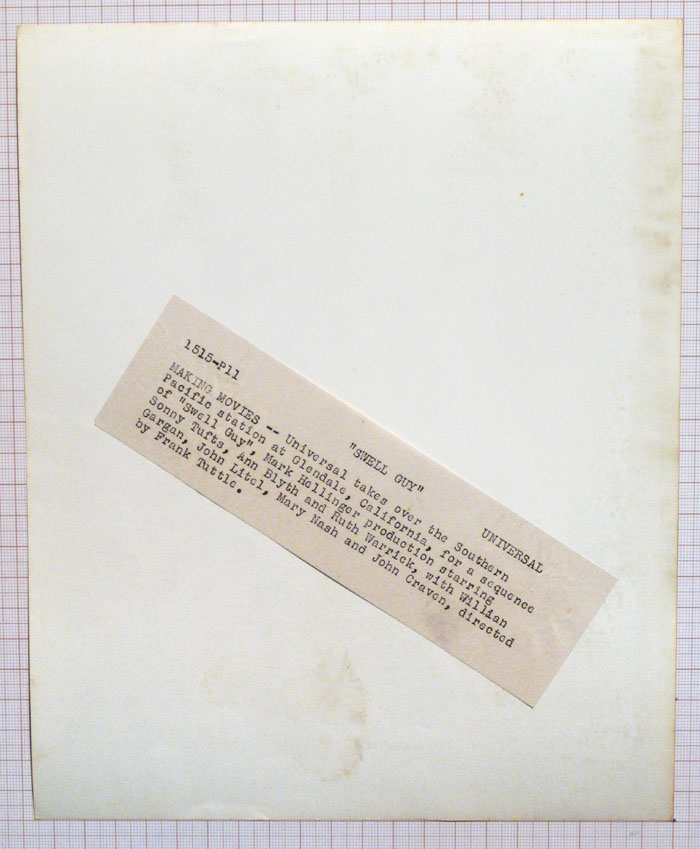 1515-P11 "SWELL GUY" UNIVERSAL
MAKING MOVIES -- Universal takes over the Southern
Pacific station at Glendale, California, for a sequence
of "Swell Guy", Mark Hellinger production starring
Sonny Tufts, Ann Blyth and Ruth Warrick, with Willian
Gargan, John Litel, Mary Nash and John Craven, directed
by Frank Tuttle.